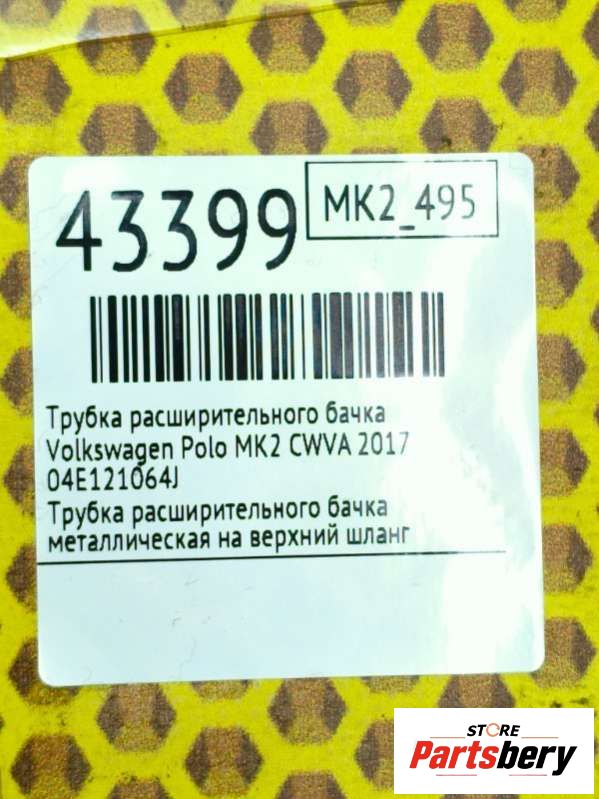 43399
MK2_495
Трубка расширительного бачка
Volkswagen Polo MK2 CWVA 2017
04E121064J
Трубка расширительного бачка
металлическая на верхний шланг
STORE
Partsbery